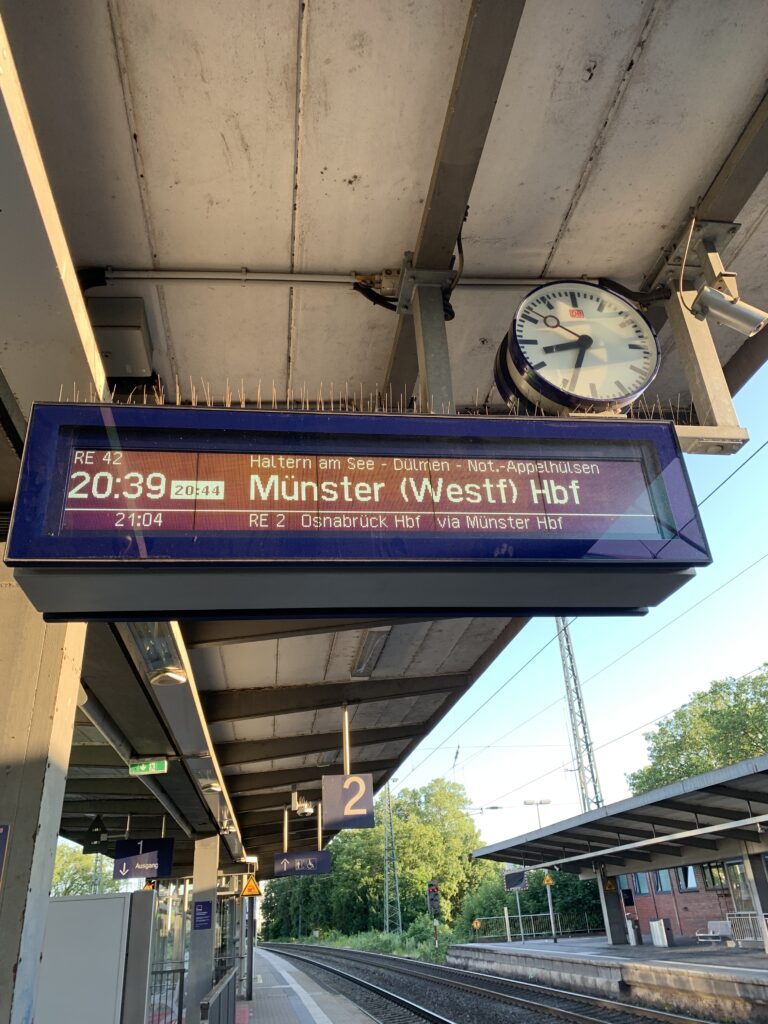 DB
RE 42
Haltern am See - Dülmen - Not.-Appelhülsen
20:39 20:44 Münster (Westf) Hbf
21:04 RE 2 Osnabrück Hbf via Münster Hbf
2
1
Ausgang